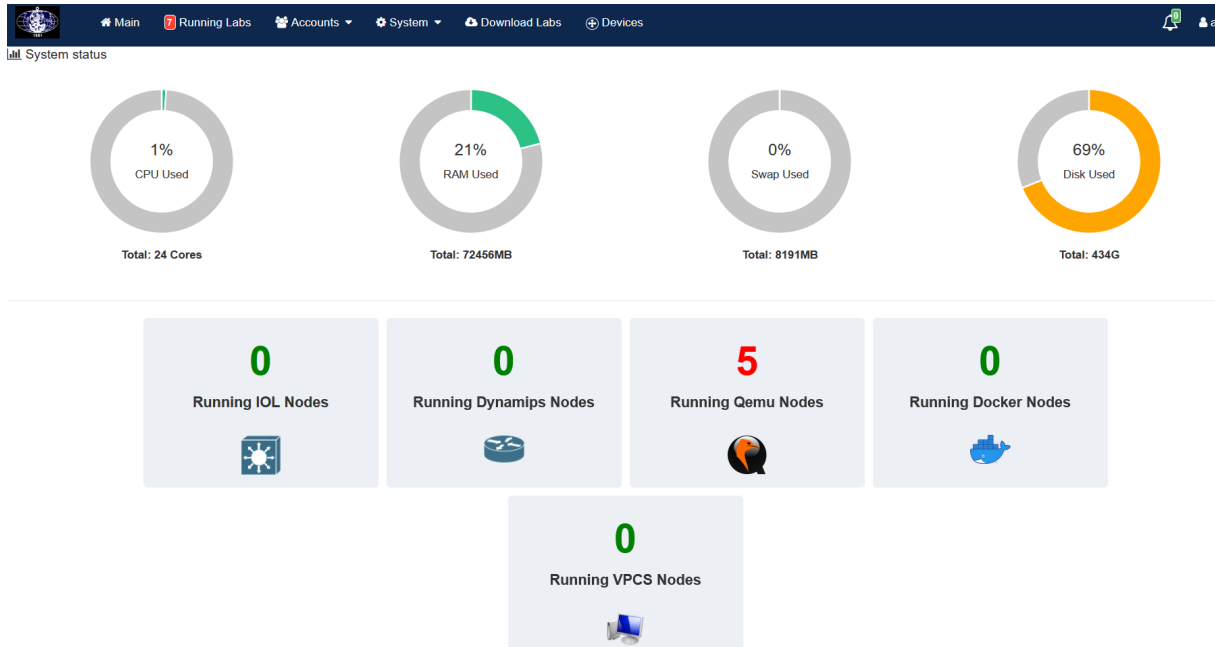 Main 7 Running Labs Accounts System Download Labs Devices 0
System status
1%
CPU Used
Total: 24 Cores
21%
RAM Used
Total: 72456MB
0%
Swap Used
Total: 8191MB
69%
Disk Used
Total: 434G
0
Running IOL Nodes
0
Running Dynamips Nodes
5
Running Qemu Nodes
0
Running Docker Nodes
0
Running VPCS Nodes